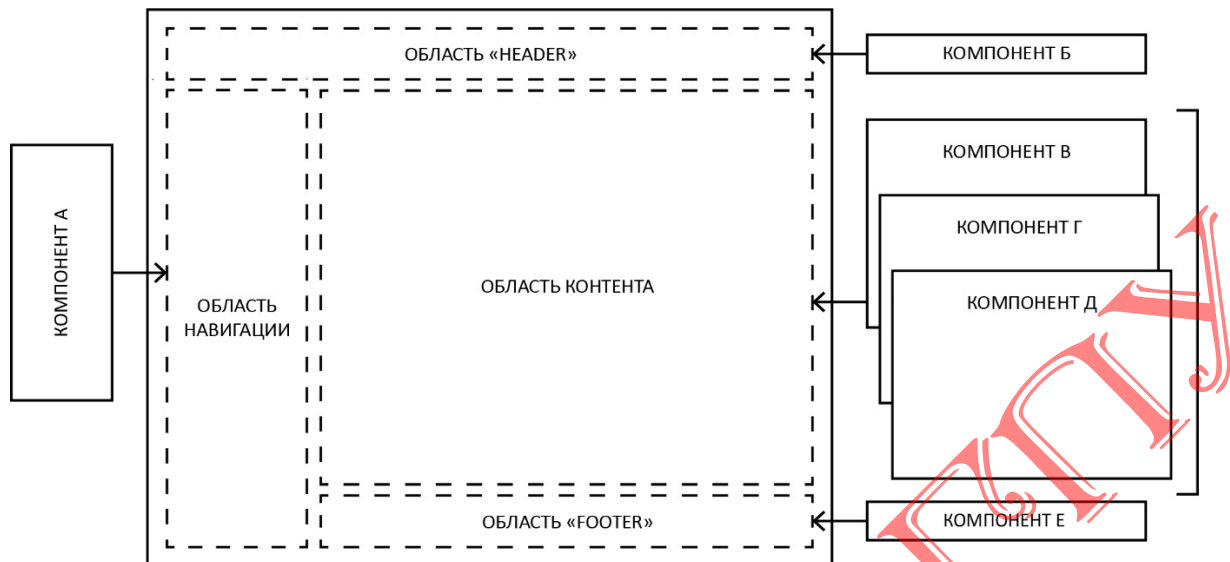 ОБЛАСТЬ «HEADER»
КОМПОНЕНТ Б
КОМПОНЕНТ А
ОБЛАСТЬ
НАВИГАЦИИ
ОБЛАСТЬ КОНТЕНТА
КОМПОНЕНТ В
КОМПОНЕНТ Г
КОМПОНЕНТ Д
ОБЛАСТЬ «FOOTER»
КОМПОНЕНТ Е